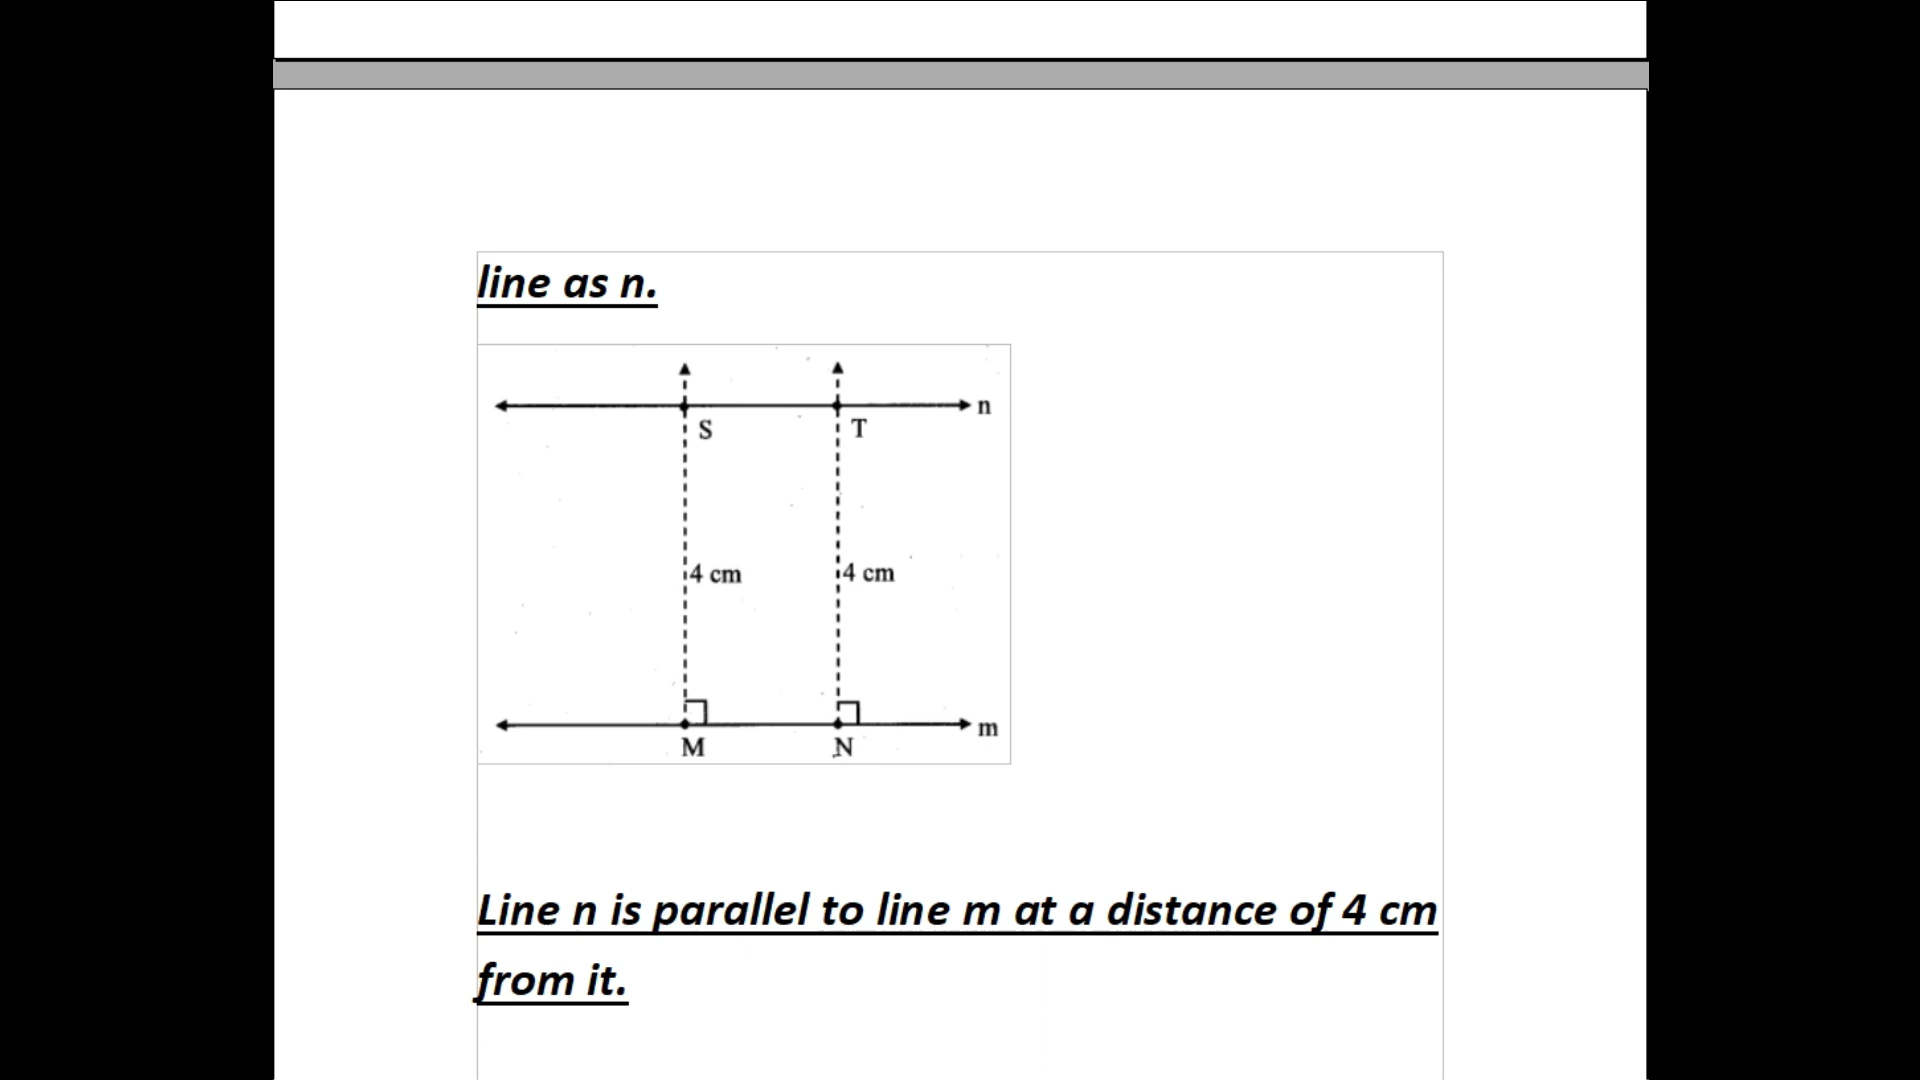 line as n.
n
S T
4 cm 4 cm
m
M N
Line n is parallel to line m at a distance of 4 cm
from it.